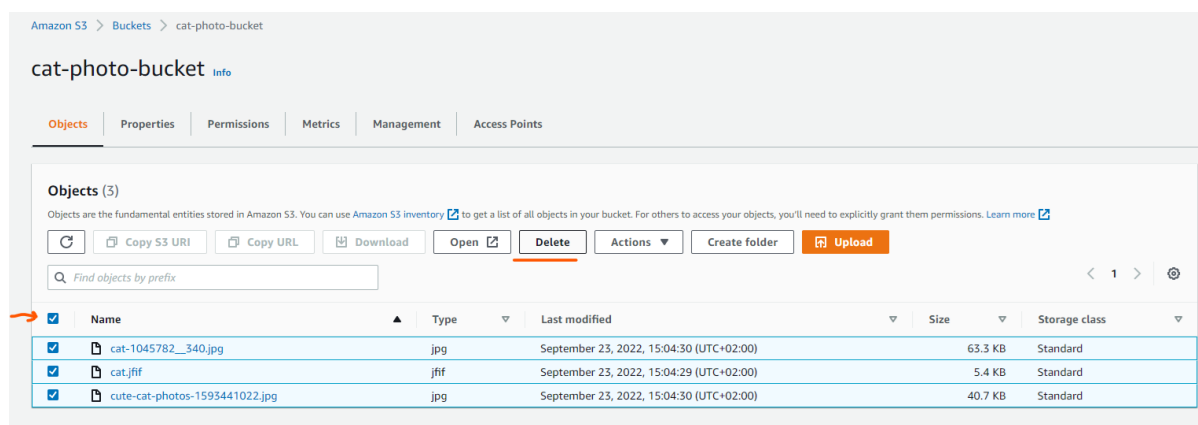 Amazon S3 > Buckets > cat-photo-bucket
cat-photo-bucket Info
Objects Properties Permissions Metrics Management Access Points
Objects (3)
Objects are the fundamental entities stored in Amazon S3. You can use Amazon S3 inventory to get a list of all objects in your bucket. For others to access your objects, you'll need to explicitly grant them permissions. Learn more
Copy S3 URI Copy URL Download Open Delete Actions Create folder Upload
Find objects by prefix < 1 >
Name Type Last modified Size Storage class
cat-1045782__340.jpg jpg September 23, 2022, 15:04:30 (UTC+02:00) 63.3 KB Standard
cat.jfif jfif September 23, 2022, 15:04:29 (UTC+02:00) 5.4 KB Standard
cute-cat-photos-1593441022.jpg jpg September 23, 2022, 15:04:30 (UTC+02:00) 40.7 KB Standard